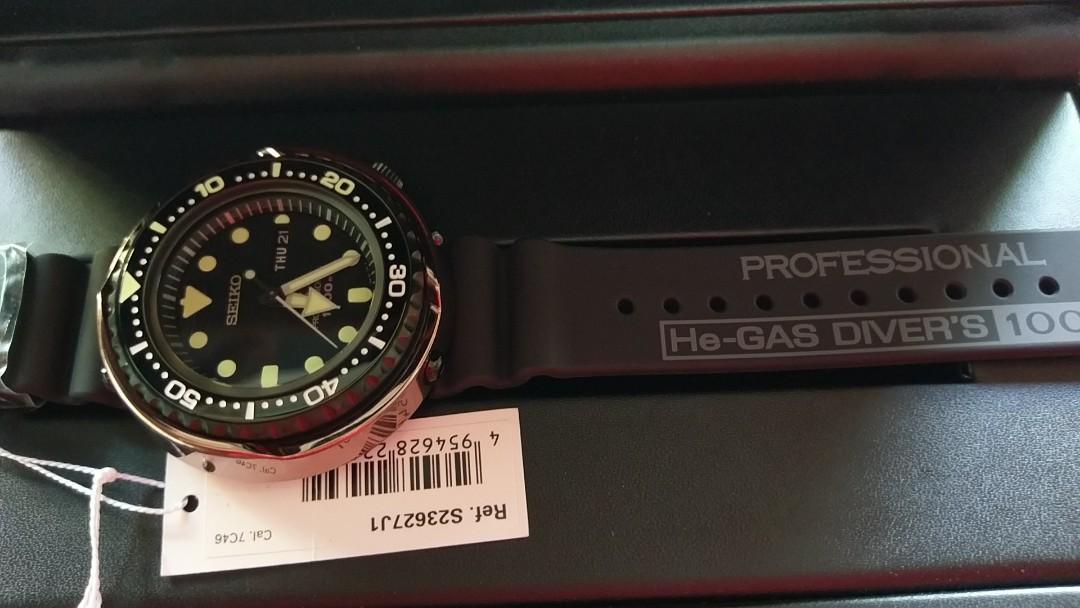 10
20
30
40
50
THU 21
SEIKO
PROFESSIONAL
He-GAS DIVER'S 100
4 954628 22
Ref. S23627J1
Cal. 7C46